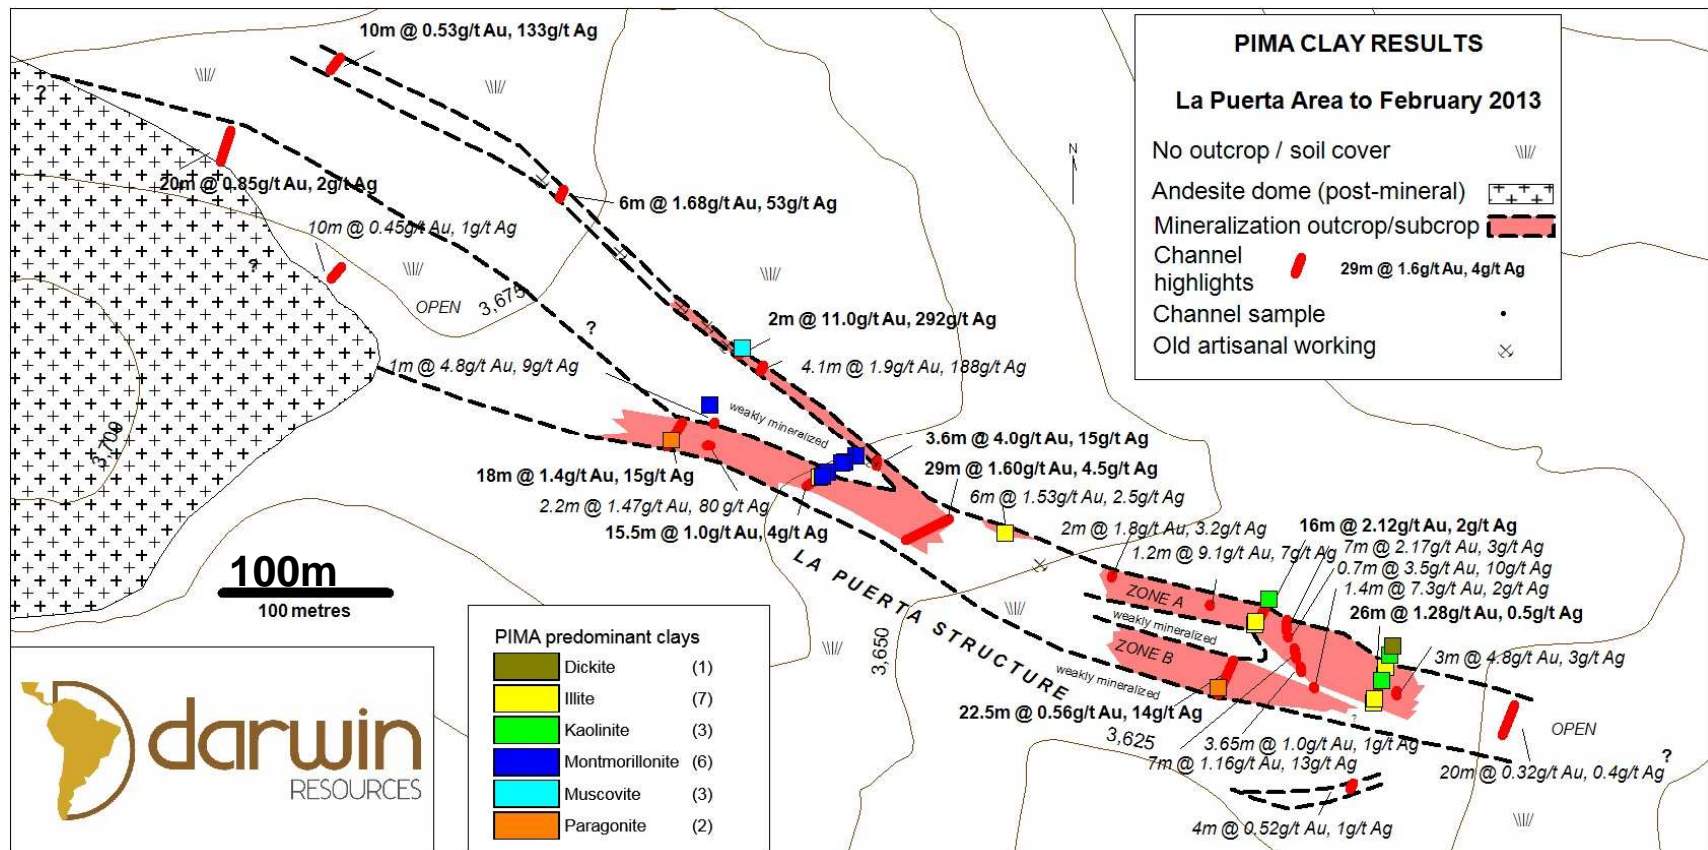 10m @ 0.53g/t Au, 133g/t Ag
PIMA CLAY RESULTS
La Puerta Area to February 2013
No outcrop / soil cover
Andesite dome (post-mineral)
Mineralization outcrop/subcrop
Channel
highlights
29m @ 1.6g/t Au, 4g/t Ag
Channel sample
Old artisanal working
N
?
20m @ 0.85g/t Au, 2g/t Ag
6m @ 1.68g/t Au, 53g/t Ag
10m @ 0.45g/t Au, 1g/t Ag
?
OPEN
3,675
?
2m @ 11.0g/t Au, 292g/t Ag
1m @ 4.8g/t Au, 9g/t Ag
4.1m @ 1.9g/t Au, 188g/t Ag
3,700
weakly mineralized
3.6m @ 4.0g/t Au, 15g/t Ag
29m @ 1.60g/t Au, 4.5g/t Ag
18m @ 1.4g/t Au, 15g/t Ag
6m @ 1.53g/t Au, 2.5g/t Ag
2.2m @ 1.47g/t Au, 80 g/t Ag
15.5m @ 1.0g/t Au, 4g/t Ag
2m @ 1.8g/t Au, 3.2g/t Ag
16m @ 2.12g/t Au, 2g/t Ag
1.2m @ 9.1g/t Au, 7g/t Ag
7m @ 2.17g/t Au, 3g/t Ag
0.7m @ 3.5g/t Au, 10g/t Ag
1.4m @ 7.3g/t Au, 2g/t Ag
26m @ 1.28g/t Au, 0.5g/t Ag
LA PUERTA STRUCTURE
ZONE A
weakly mineralized
ZONE B
weakly mineralized
3,650
3m @ 4.8g/t Au, 3g/t Ag
22.5m @ 0.56g/t Au, 14g/t Ag
?
3,625
OPEN
3.65m @ 1.0g/t Au, 1g/t Ag
7m @ 1.16g/t Au, 13g/t Ag
?
20m @ 0.32g/t Au, 0.4g/t Ag
4m @ 0.52g/t Au, 1g/t Ag
100m
100 metres
PIMA predominant clays
Dickite (1)
Illite (7)
Kaolinite (3)
Montmorillonite (6)
Muscovite (3)
Paragonite (2)
darwin
RESOURCES